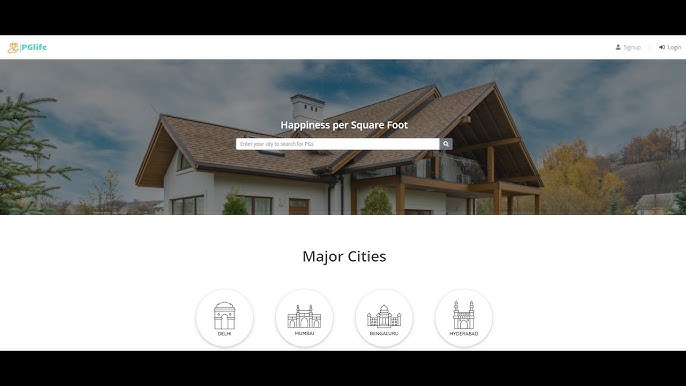 PGlife
Signup
Login
Happiness per Square Foot
Enter your city to search for PGs
Major Cities
DELHI
MUMBAI
BENGALURU
HYDERABAD